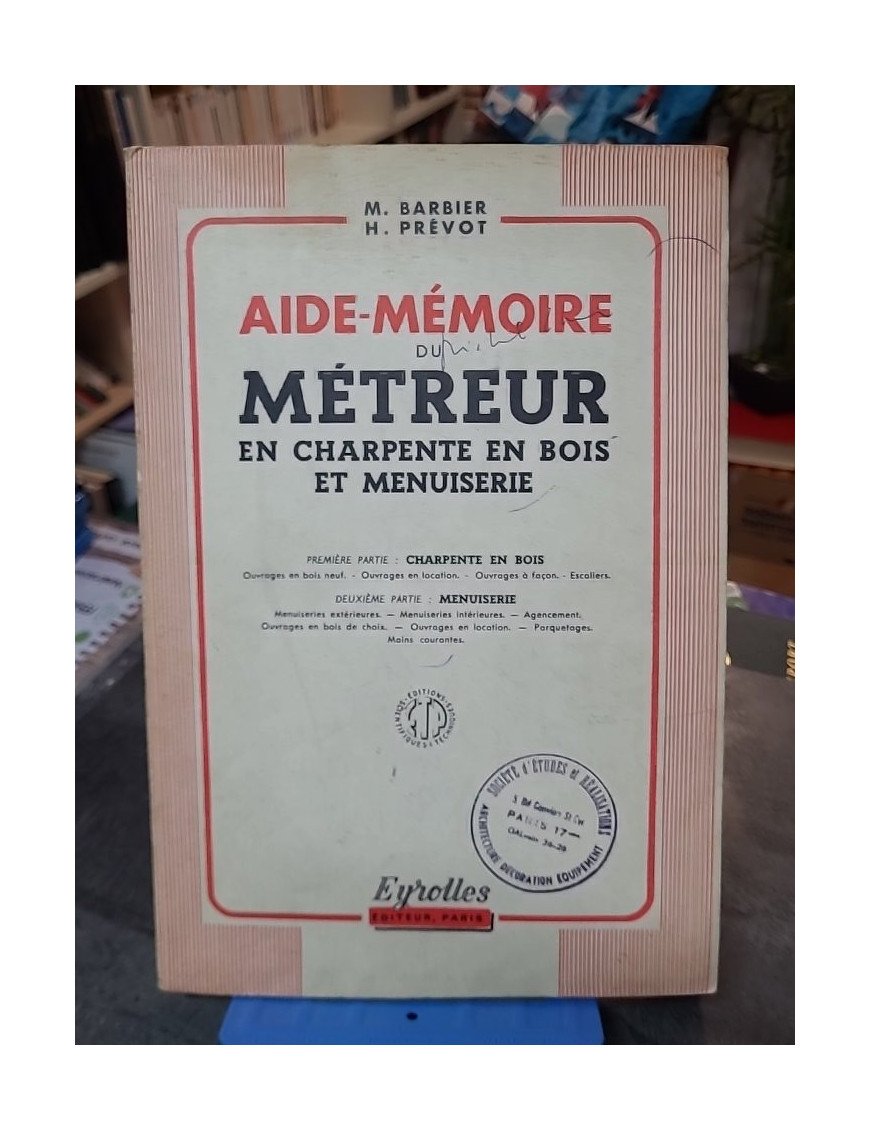 M. BARBIER
H. PRÉVOT
AIDE-MÉMOIRE
DU
MÉTREUR
EN CHARPENTE EN BOIS
ET MENUISERIE
PREMIÈRE PARTIE : CHARPENTE EN BOIS
Ouvrages en bois neuf. - Ouvrages en location. - Ouvrages à façon. - Escaliers.
DEUXIÈME PARTIE : MENUISERIE
Menuiseries extérieures. — Menuiseries intérieures. — Agencement.
Ouvrages en bois de choix. — Ouvrages en location. — Parquetages.
Mains courantes.
EDITIONS
SCIENTIFIQUES & TECHNIQUES
SOCIÉTÉ d'ÉTUDES et RÉALISATIONS
PARIS 17
ARCHITECTURE DÉCORATION EQUIPEMENT
Eyrolles
EDITEUR, PARIS